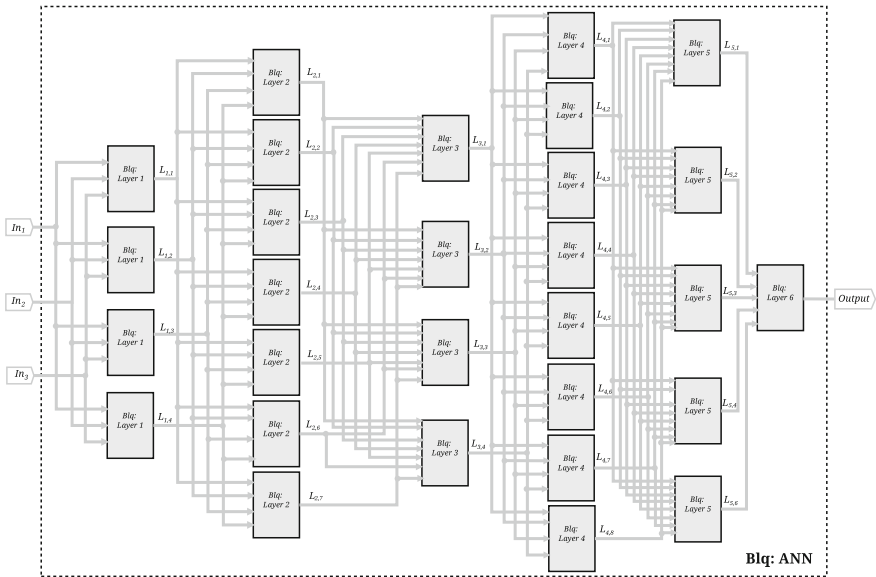 In1
In2
In3
Blq:
Layer 1
Blq:
Layer 1
Blq:
Layer 1
Blq:
Layer 1
L1,1
L1,2
L1,3
L1,4
Blq:
Layer 2
Blq:
Layer 2
Blq:
Layer 2
Blq:
Layer 2
Blq:
Layer 2
Blq:
Layer 2
Blq:
Layer 2
L2,1
L2,2
L2,3
L2,4
L2,5
L2,6
L2,7
Blq:
Layer 3
Blq:
Layer 3
Blq:
Layer 3
Blq:
Layer 3
L3,1
L3,2
L3,3
L3,4
Blq:
Layer 4
Blq:
Layer 4
Blq:
Layer 4
Blq:
Layer 4
Blq:
Layer 4
Blq:
Layer 4
Blq:
Layer 4
Blq:
Layer 4
L4,1
L4,2
L4,3
L4,4
L4,5
L4,6
L4,7
L4,8
Blq:
Layer 5
Blq:
Layer 5
Blq:
Layer 5
Blq:
Layer 5
Blq:
Layer 5
L5,1
L5,2
L5,3
L5,4
L5,6
Blq:
Layer 6
Output
Blq: ANN